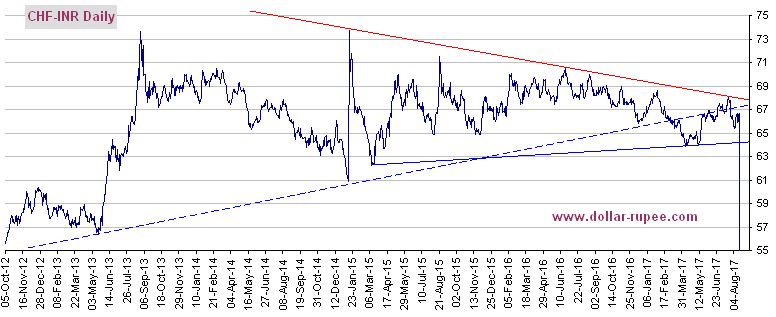 CHF-INR Daily
75
73
71
69
67
65
63
61
59
57
55
www.dollar-rupee.com
05-Oct-12
16-Nov-12
28-Dec-12
08-Feb-13
22-Mar-13
03-May-13
14-Jun-13
26-Jul-13
06-Sep-13
18-Oct-13
29-Nov-13
10-Jan-14
21-Feb-14
04-Apr-14
16-May-14
27-Jun-14
08-Aug-14
19-Sep-14
31-Oct-14
12-Dec-14
23-Jan-15
06-Mar-15
17-Apr-15
29-May-15
10-Jul-15
21-Aug-15
02-Oct-15
13-Nov-15
25-Dec-15
05-Feb-16
18-Mar-16
29-Apr-16
10-Jun-16
22-Jul-16
02-Sep-16
14-Oct-16
25-Nov-16
06-Jan-17
17-Feb-17
31-Mar-17
12-May-17
23-Jun-17
04-Aug-17